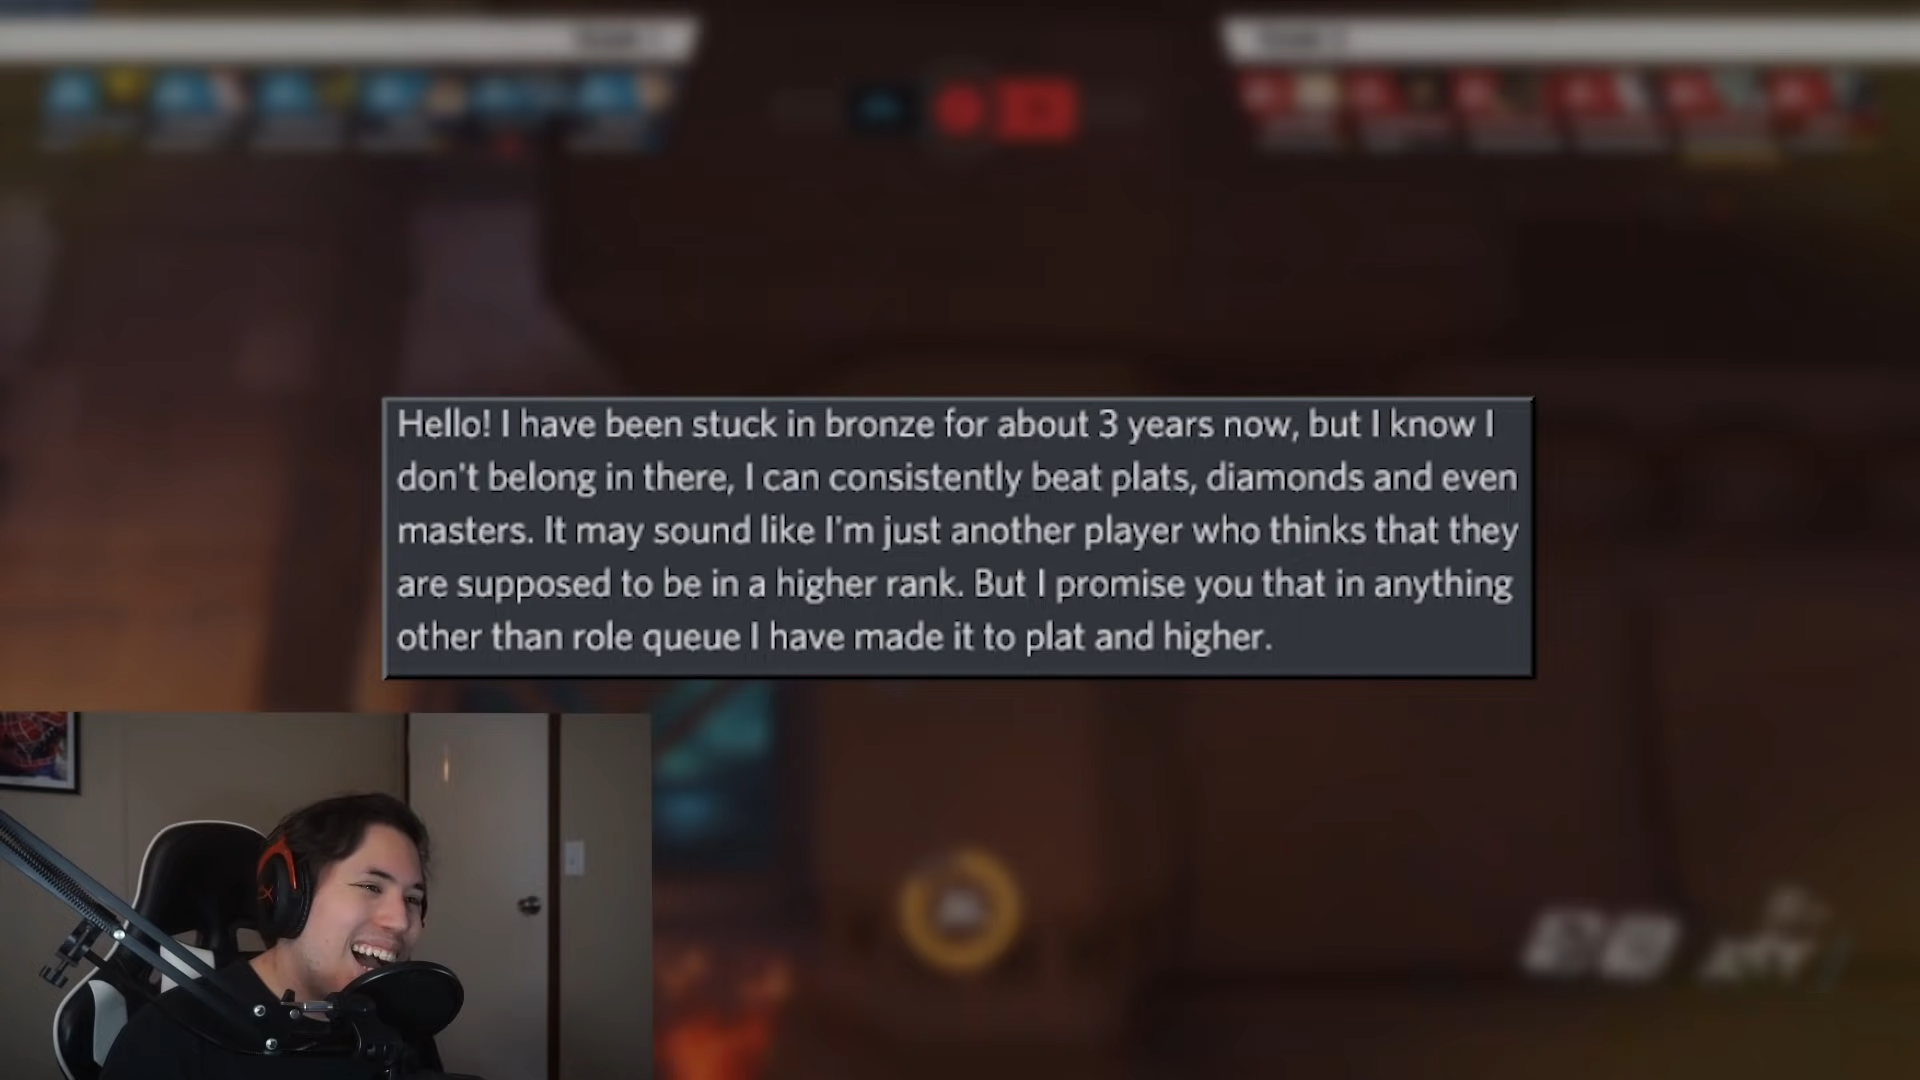 Hello! I have been stuck in bronze for about 3 years now, but I know I
don't belong in there, I can consistently beat plats, diamonds and even
masters. It may sound like I'm just another player who thinks that they
are supposed to be in a higher rank. But I promise you that in anything
other than role queue I have made it to plat and higher.